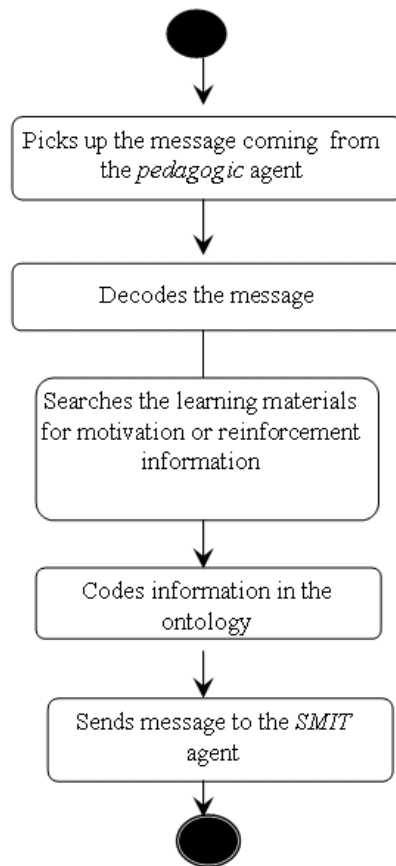 Picks up the message coming from
the pedagogic agent
Decodes the message
Searches the learning materials
for motivation or reinforcement
information
Codes information in the
ontology
Sends message to the SMIT
agent